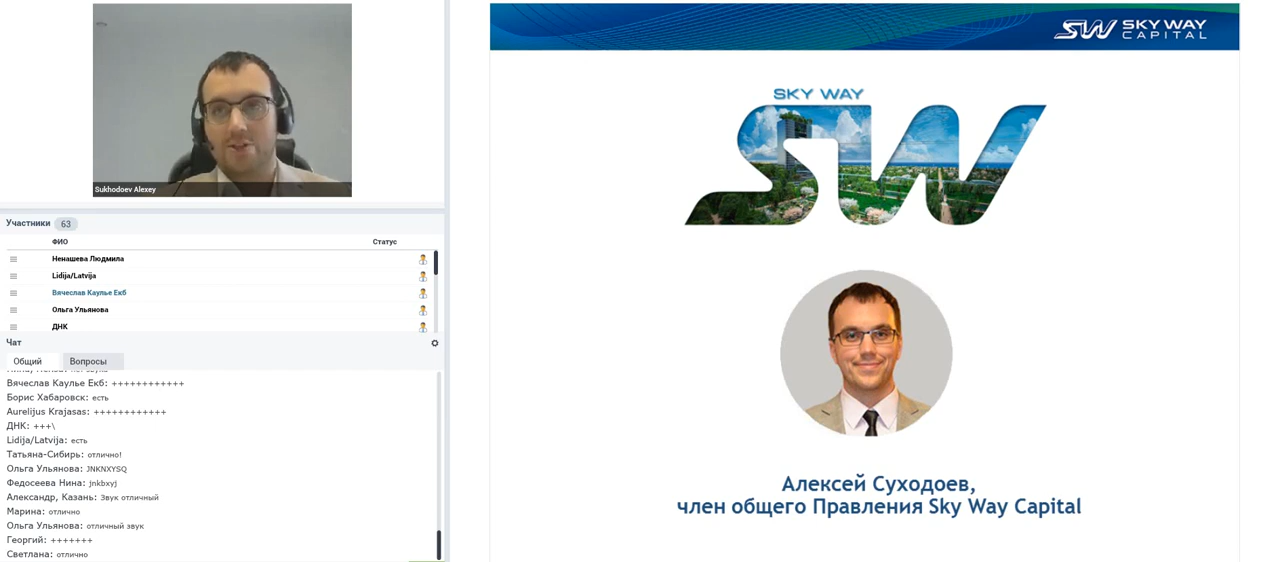 Sukhodoev Alexey
Участники 63
ФИО Статус
Ненашева Людмила
Lidija/Latvija
Вячеслав Каулье Екб
Ольга Ульянова
ДНК
Чат
Общий Вопросы
Вячеслав Каулье Екб: ++++++++++++
Борис Хабаровск: есть
Aurelijus Krajasas: ++++++++++++
ДНК: +++\
Lidija/Latvija: есть
Татьяна-Сибирь: отлично!
Ольга Ульянова: JNKNXYSQ
Федосеева Нина: jnkbxyj
Александр, Казань: Звук отличный
Марина: отлично
Ольга Ульянова: отличный звук
Георгий: +++++++
Светлана: отлично
SW SKY WAY
CAPITAL
SKY WAY
SW
Алексей Суходоев,
член общего Правления Sky Way Capital